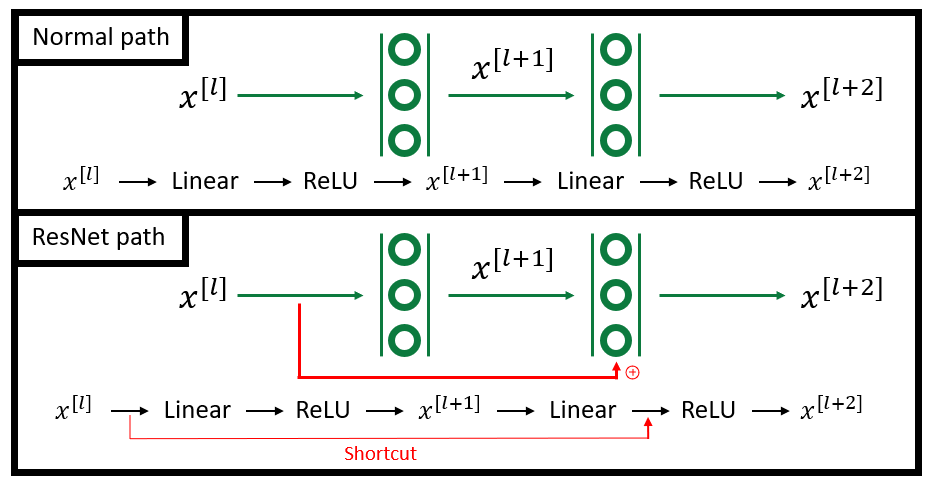 Normal path
x^[l] x^[l+1] x^[l+2]
x^[l] → Linear → ReLU → x^[l+1] → Linear → ReLU → x^[l+2]
ResNet path
x^[l] x^[l+1] x^[l+2]
⊕
x^[l] → Linear → ReLU → x^[l+1] → Linear → ReLU → x^[l+2]
Shortcut